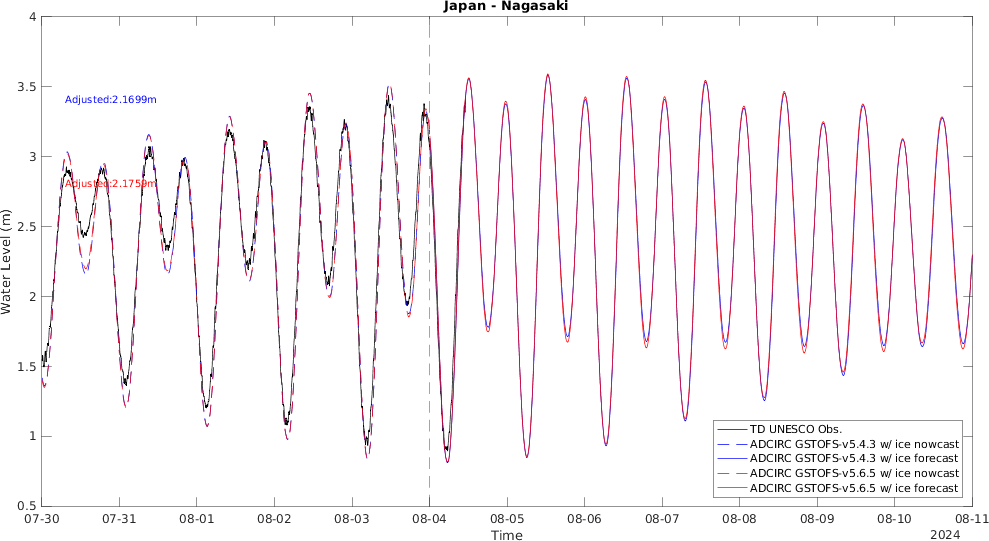 Japan - Nagasaki
4
3.5
3
2.5
2
1.5
1
0.5
Water Level (m)
Adjusted:2.1699m
Adjusted:2.1759m
TD UNESCO Obs.
ADCIRC GSTOFS-v5.4.3 w/ ice nowcast
ADCIRC GSTOFS-v5.4.3 w/ ice forecast
ADCIRC GSTOFS-v5.6.5 w/ ice nowcast
ADCIRC GSTOFS-v5.6.5 w/ ice forecast
07-30 07-31 08-01 08-02 08-03 08-04 08-05 08-06 08-07 08-08 08-09 08-10 08-11
Time
2024